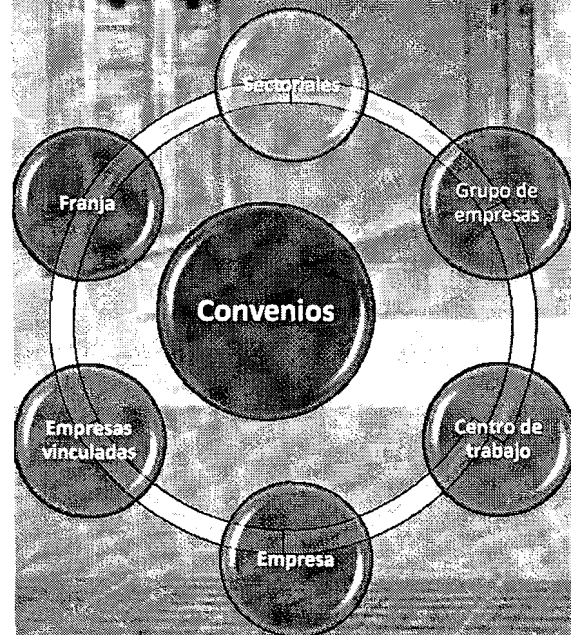 Sectoriales
Grupo de
empresas
Centro de
trabajo
Empresa
Empresas
vinculadas
Franja
Convenios